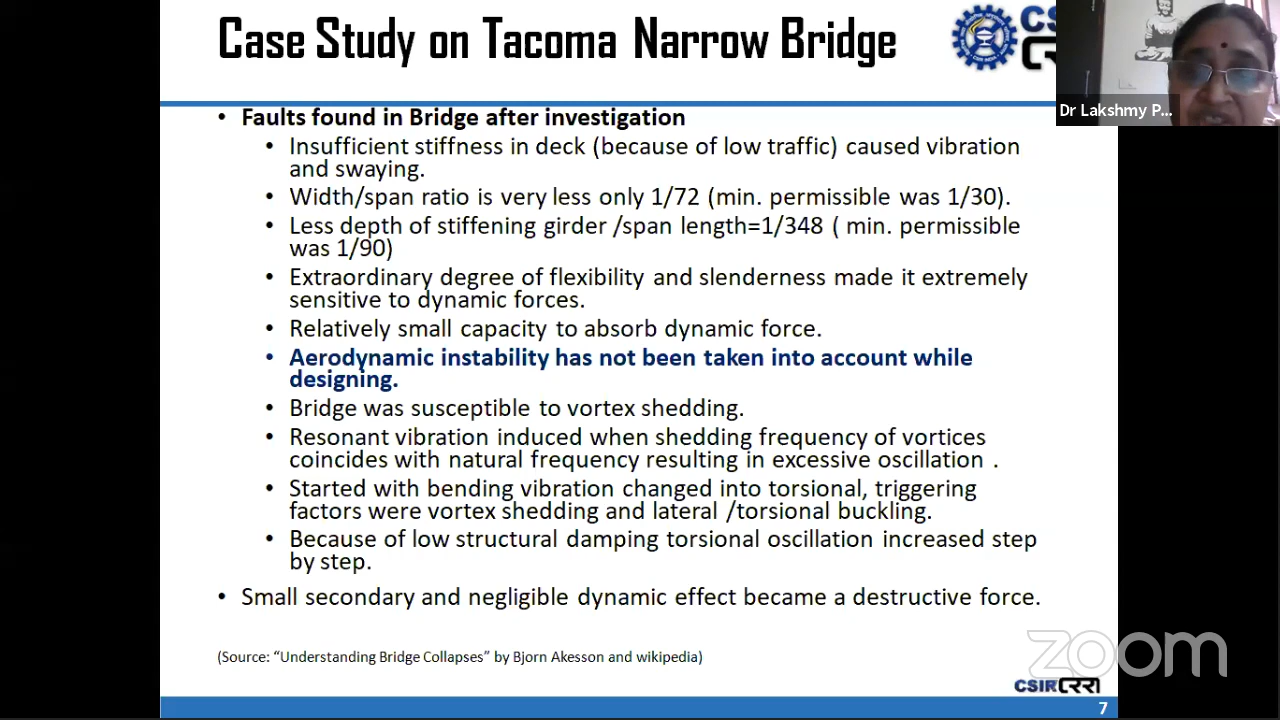 Case Study on Tacoma Narrow Bridge
CS
Dr Lakshmy P...
• Faults found in Bridge after investigation
• Insufficient stiffness in deck (because of low traffic) caused vibration
and swaying.
• Width/span ratio is very less only 1/72 (min. permissible was 1/30).
• Less depth of stiffening girder /span length=1/348 ( min. permissible
was 1/90)
• Extraordinary degree of flexibility and slenderness made it extremely
sensitive to dynamic forces.
• Relatively small capacity to absorb dynamic force.
• Aerodynamic instability has not been taken into account while
designing.
• Bridge was susceptible to vortex shedding.
• Resonant vibration induced when shedding frequency of vortices
coincides with natural frequency resulting in excessive oscillation .
• Started with bending vibration changed into torsional, triggering
factors were vortex shedding and lateral /torsional buckling.
• Because of low structural damping torsional oscillation increased step
by step.
• Small secondary and negligible dynamic effect became a destructive force.
(Source: “Understanding Bridge Collapses” by Bjorn Akesson and wikipedia)
zoom
CSIR
7